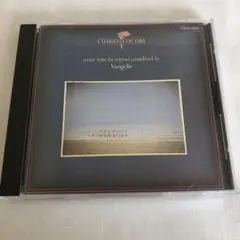 CHARIOTS OF FIRE
music from the original soundtrack by
Vangelis